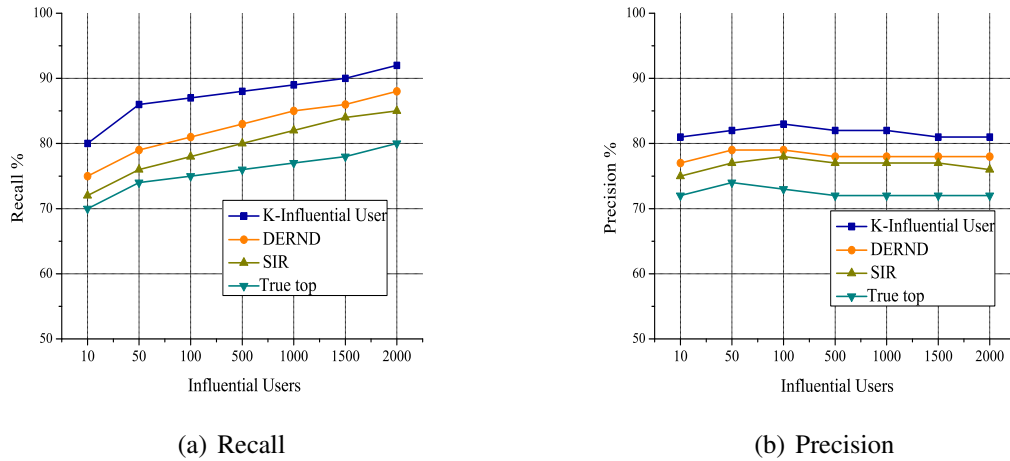 100
90
80
70
60
50
Recall %
K-Influential User
DERND
SIR
True top
10 50 100 500 1000 1500 2000
Influential Users
(a) Recall
100
90
80
70
60
50
Precision %
K-Influential User
DERND
SIR
True top
10 50 100 500 1000 1500 2000
Influential Users
(b) Precision